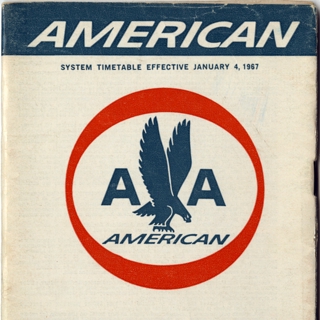 AMERICAN
SYSTEM TIMETABLE EFFECTIVE JANUARY 4, 1967
A A
AMERICAN